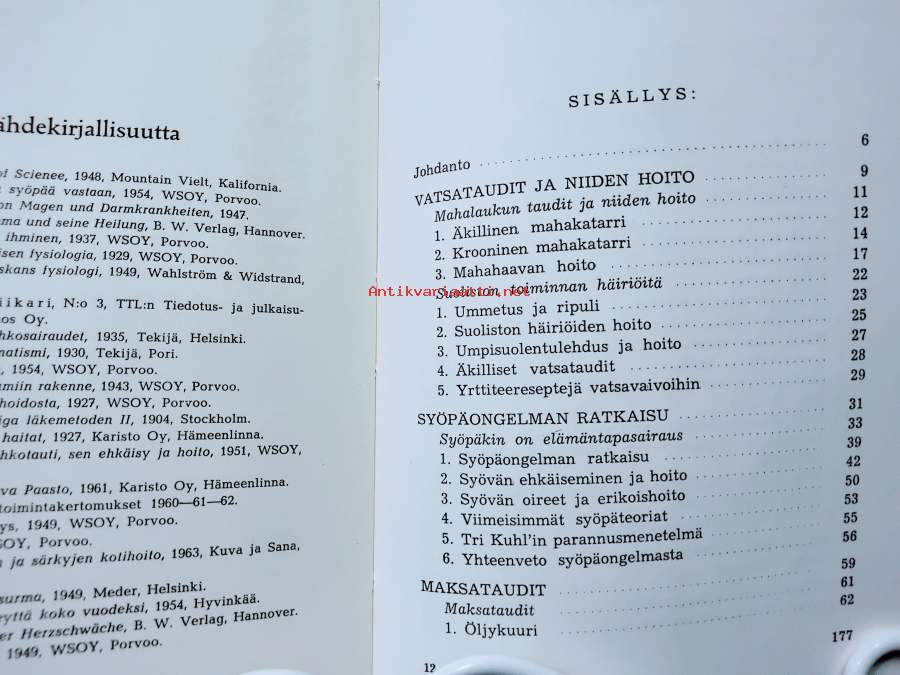 ähdekirjallisuutta
of Scienee, 1948, Mountain Vielt, Kalifornia.
syöpää vastaan, 1954, WSOY, Porvoo.
on Magen und Darmkrankheiten, 1947.
ma und seine Heilung, B. W. Verlag, Hannover.
ihminen, 1937, WSOY, Porvoo.
isen fysiologia, 1929, WSOY, Porvoo.
skans fysiologi, 1949, Wahlström & Widstrand,
iikari, N:o 3, TTL:n Tiedotus- ja julkaisu-
os Oy.
hkosairaudet, 1935, Tekijä, Helsinki.
matismi, 1930, Tekijä, Pori.
, 1954, WSOY, Porvoo.
amiin rakenne, 1943, WSOY, Porvoo.
hoidosta, 1927, WSOY, Porvoo.
iga läkemetoden II, 1904, Stockholm.
haitat, 1927, Karisto Oy, Hämeenlinna.
hkotauti, sen ehkäisy ja hoito, 1951, WSOY,
va Paasto, 1961, Karisto Oy, Hämeenlinna.
toimintakertomukset 1960—61—62.
ys, 1949, WSOY, Porvoo.
SOY, Porvoo.
n ja särkyjen kotihoito, 1963, Kuva ja Sana,
surma, 1949, Meder, Helsinki.
eyttä koko vuodeksi, 1954, Hyvinkää.
er Herzschwäche, B. W. Verlag, Hannover.
1949, WSOY, Porvoo.
SISÄLLYS:
Johdanto 6
VATSATAUDIT JA NIIDEN HOITO 9
Mahalaukun taudit ja niiden hoito 11
1. Äkillinen mahakatarri 12
2. Krooninen mahakatarri 14
3. Mahahaavan hoito 17
Suoliston toiminnan häiriöitä 22
Antikvariaatti.net
1. Ummetus ja ripuli 23
2. Suoliston häiriöiden hoito 25
3. Umpisuolentulehdus ja hoito 27
4. Äkilliset vatsataudit 28
5. Yrttiteereseptejä vatsavaivoihin 29
SYÖPÄONGELMAN RATKAISU 31
Syöpäkin on elämäntapasairaus 33
1. Syöpäongelman ratkaisu 39
2. Syövän ehkäiseminen ja hoito 42
3. Syövän oireet ja erikoishoito 50
4. Viimeisimmät syöpäteoriat 53
5. Tri Kuhl'in parannusmenetelmä 55
6. Yhteenveto syöpäongelmasta 56
MAKSATAUDIT 59
Maksataudit 61
1. Öljykuuri 62
12
177